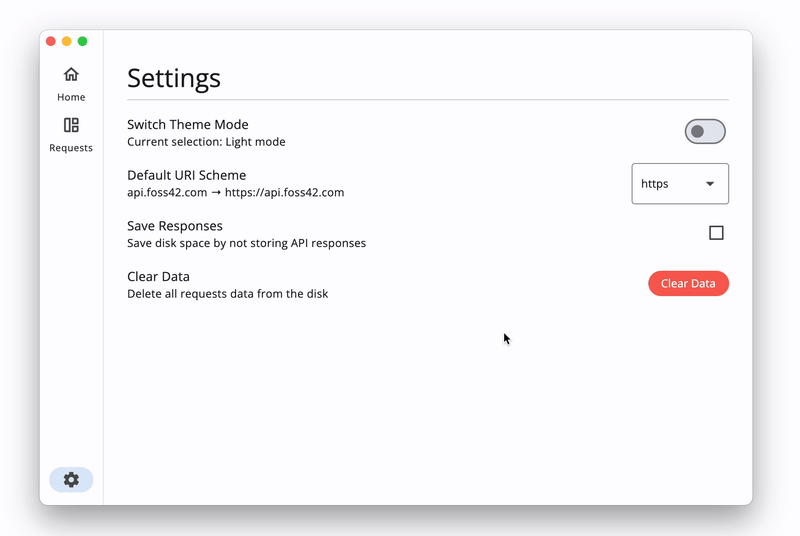 Home
Requests
Settings
Switch Theme Mode
Current selection: Light mode
Default URI Scheme
api.foss42.com → https://api.foss42.com
https
Save Responses
Save disk space by not storing API responses
Clear Data
Delete all requests data from the disk
Clear Data